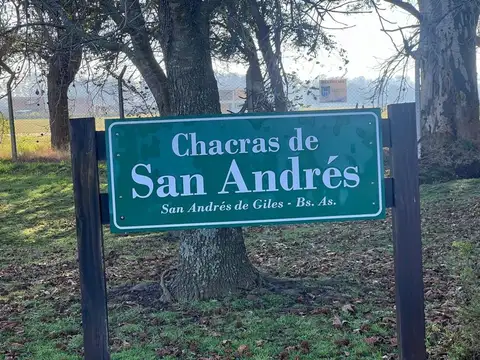 Chacras de
San Andrés
San Andrés de Giles - Bs. As.